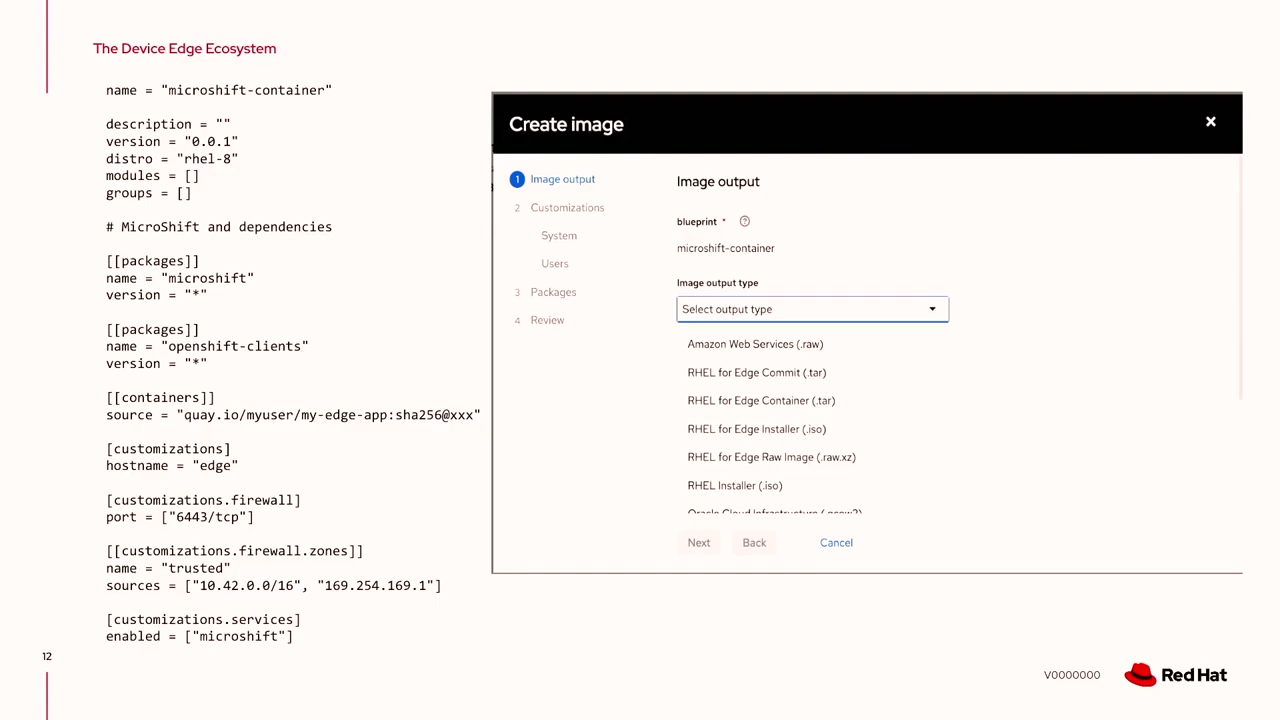 The Device Edge Ecosystem
name = "microshift-container"
description = ""
version = "0.0.1"
distro = "rhel-8"
modules = []
groups = []
# MicroShift and dependencies
[[packages]]
name = "microshift"
version = "*"
[[packages]]
name = "openshift-clients"
version = "*"
[[containers]]
source = "quay.io/myuser/my-edge-app:sha256@xxx"
[customizations]
hostname = "edge"
[customizations.firewall]
port = ["6443/tcp"]
[[customizations.firewall.zones]]
name = "trusted"
sources = ["10.42.0.0/16", "169.254.169.1"]
[customizations.services]
enabled = ["microshift"]
Create image
1 Image output
2 Customizations
System
Users
3 Packages
4 Review
Image output
blueprint *
microshift-container
Image output type
Select output type
Amazon Web Services (.raw)
RHEL for Edge Commit (.tar)
RHEL for Edge Container (.tar)
RHEL for Edge Installer (.iso)
RHEL for Edge Raw Image (.raw.xz)
RHEL Installer (.iso)
Oracle Cloud Infrastructure (.qcow2)
Next Back Cancel
12
V0000000
Red Hat